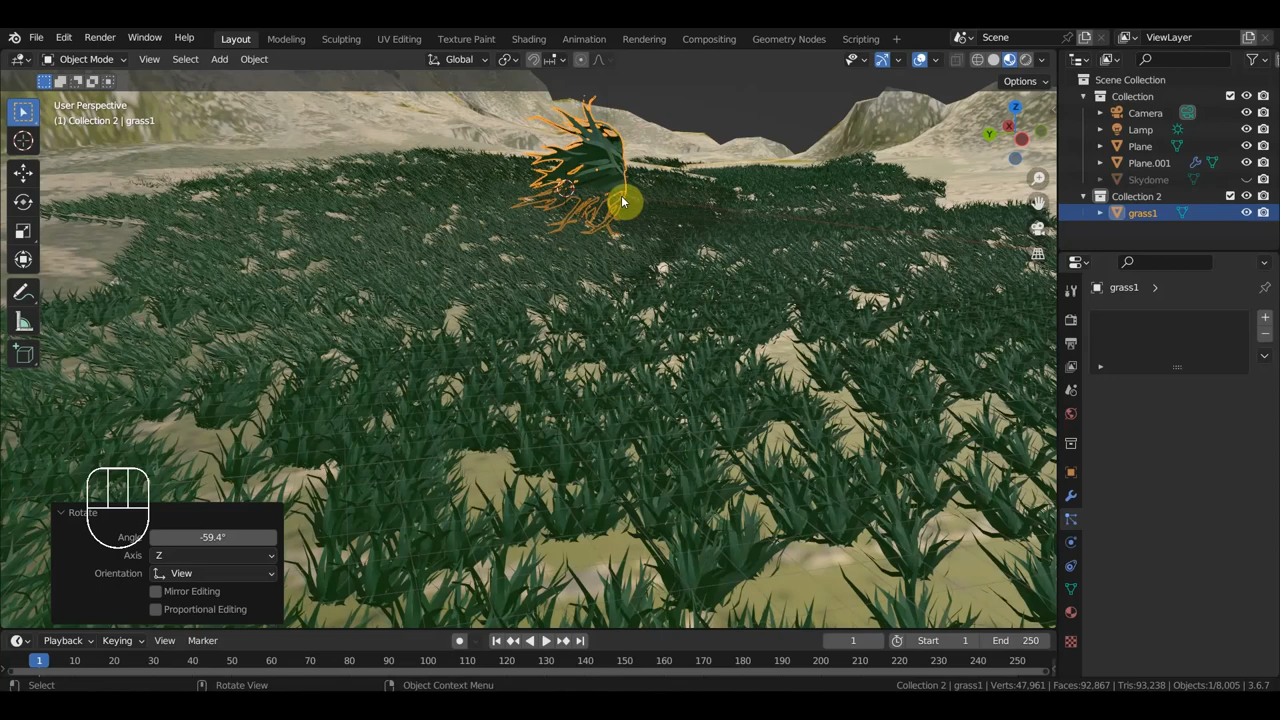 File Edit Render Window Help Layout Modeling Sculpting UV Editing Texture Paint Shading Animation Rendering Compositing Geometry Nodes Scripting + Scene ViewLayer
Object Mode View Select Add Object Global
Options
User Perspective
(1) Collection 2 | grass1
Z
Y
X
Scene Collection
Collection
Camera
Lamp
Plane
Plane.001
Skydome
Collection 2
grass1
grass1
Rotate
Angle -59.4°
Axis Z
Orientation View
Mirror Editing
Proportional Editing
Playback Keying View Marker 1 Start 1 End 250
1 10 20 30 40 50 60 70 80 90 100 110 120 130 140 150 160 170 180 190 200 210 220 230 240 250
Select Rotate View Object Context Menu Collection 2 | grass1 | Verts:47,961 | Faces:92,867 | Tris:93,238 | Objects:1/8,005 | 3.6.7